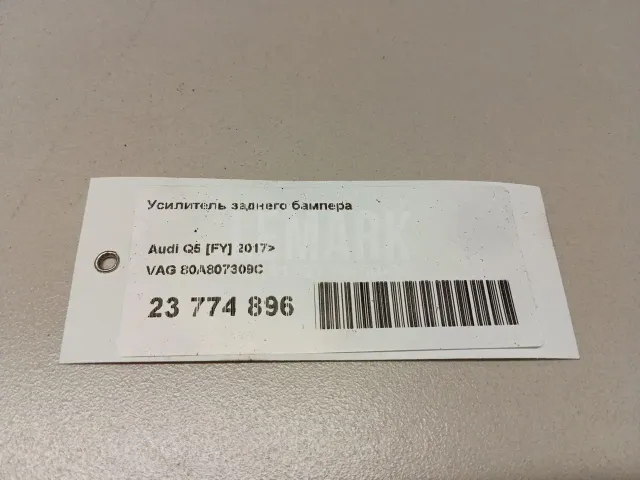 Усилитель заднего бампера
Audi Q5 [FY] 2017>
VAG 80A807309C
23 774 896